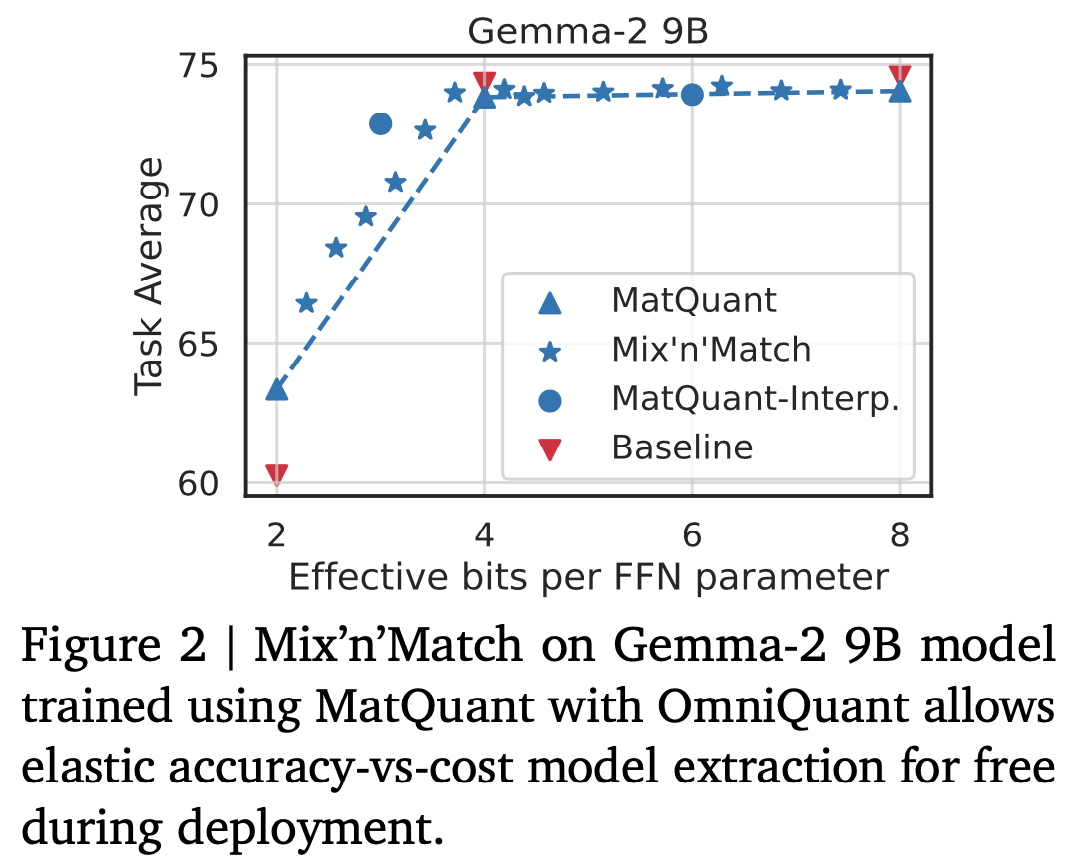 Gemma-2 9B
75
70
65
60
Task Average
MatQuant
Mix'n'Match
MatQuant-Interp.
Baseline
2 4 6 8
Effective bits per FFN parameter
Figure 2 | Mix’n’Match on Gemma-2 9B model
trained using MatQuant with OmniQuant allows
elastic accuracy-vs-cost model extraction for free
during deployment.